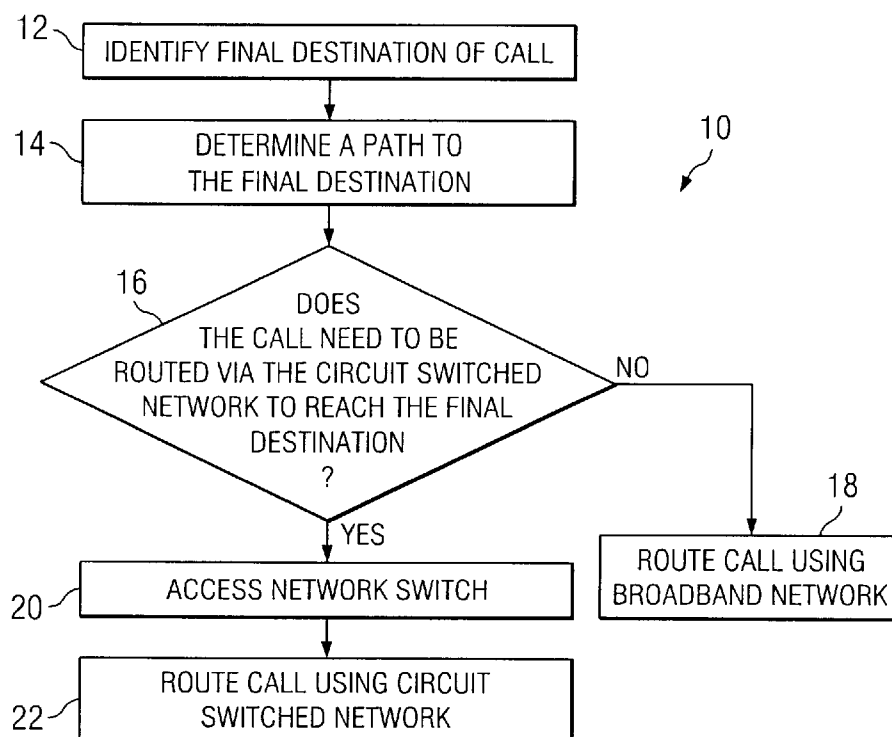 12
IDENTIFY FINAL DESTINATION OF CALL
14
DETERMINE A PATH TO
THE FINAL DESTINATION
10
16
DOES
THE CALL NEED TO BE
ROUTED VIA THE CIRCUIT SWITCHED
NETWORK TO REACH THE FINAL
DESTINATION
?
NO
YES
18
ROUTE CALL USING
BROADBAND NETWORK
20
ACCESS NETWORK SWITCH
22
ROUTE CALL USING CIRCUIT
SWITCHED NETWORK